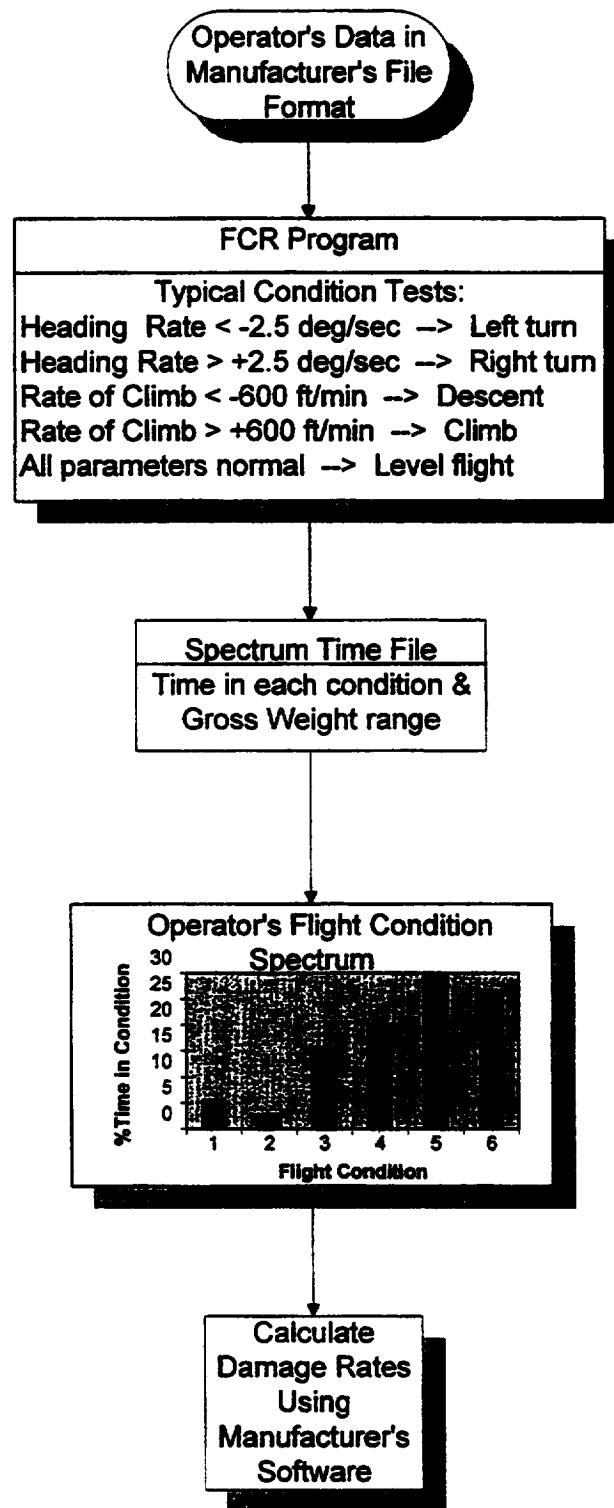 Operator's Data in
Manufacturer's File
Format
FCR Program
Typical Condition Tests:
Heading Rate < -2.5 deg/sec --> Left turn
Heading Rate > +2.5 deg/sec --> Right turn
Rate of Climb < -600 ft/min --> Descent
Rate of Climb > +600 ft/min --> Climb
All parameters normal --> Level flight
Spectrum Time File
Time in each condition &
Gross Weight range
Operator's Flight Condition
Spectrum
30
25
20
15
10
5
0
%Time in Condition
1 2 3 4 5 6
Flight Condition
Calculate
Damage Rates
Using
Manufacturer's
Software